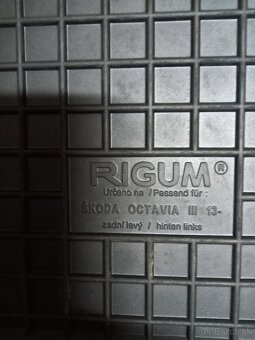 RIGUM®
Určeno na / Passend für :
ŠKODA OCTAVIA III 13-
zadní levý / hinten links